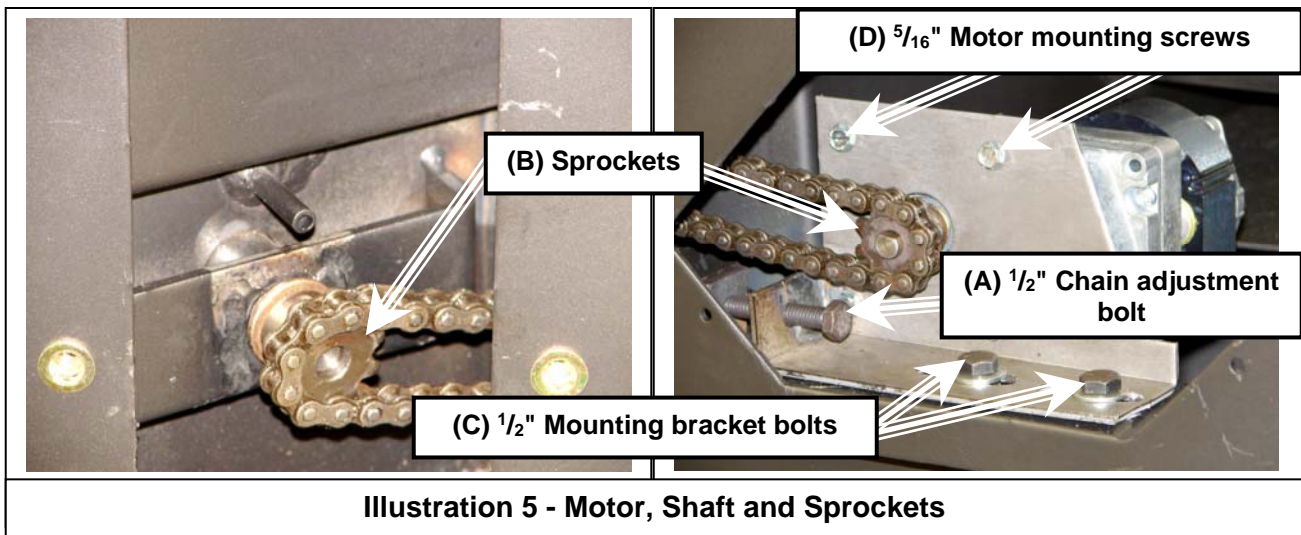 (D) 5/16" Motor mounting screws
(B) Sprockets
(A) 1/2" Chain adjustment
bolt
(C) 1/2" Mounting bracket bolts
Illustration 5 - Motor, Shaft and Sprockets